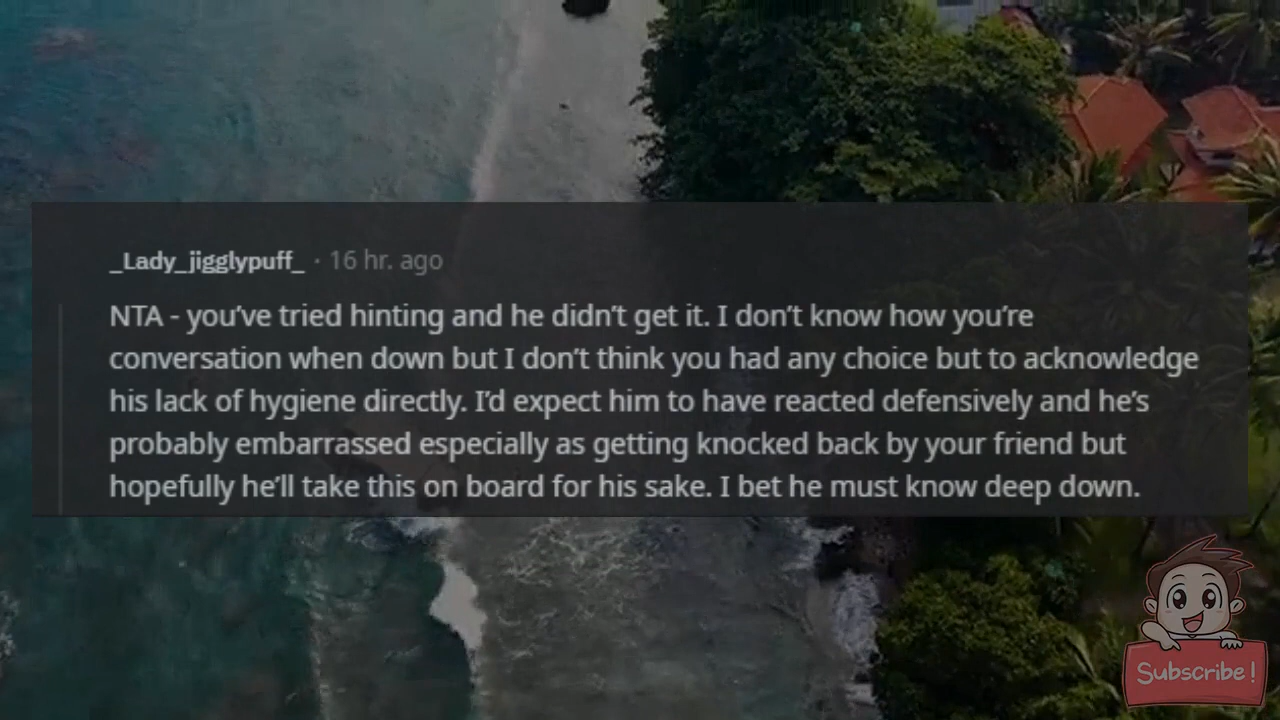 _Lady_jigglypuff_ · 16 hr. ago
NTA - you've tried hinting and he didn't get it. I don't know how you're
conversation when down but I don't think you had any choice but to acknowledge
his lack of hygiene directly. I'd expect him to have reacted defensively and he's
probably embarrassed especially as getting knocked back by your friend but
hopefully he'll take this on board for his sake. I bet he must know deep down.
Subscribe!